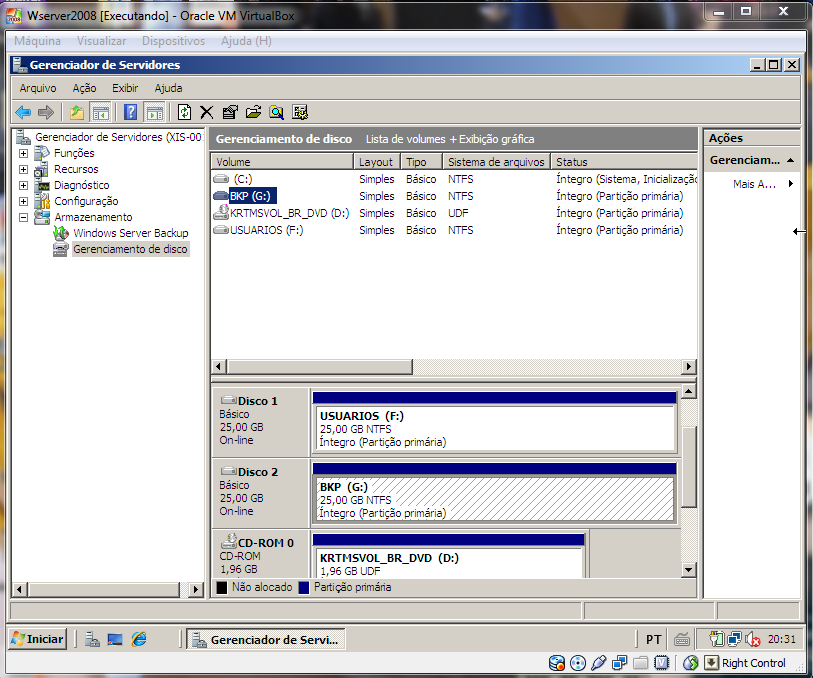 Wserver2008 [Executando] - Oracle VM VirtualBox
Máquina Visualizar Dispositivos Ajuda (H)
Gerenciador de Servidores
Arquivo Ação Exibir Ajuda
Gerenciador de Servidores (XIS-00
Funções
Recursos
Diagnóstico
Configuração
Armazenamento
Windows Server Backup
Gerenciamento de disco
Gerenciamento de disco Lista de volumes + Exibição gráfica
Volume Layout Tipo Sistema de arquivos Status
(C:) Simples Básico NTFS Íntegro (Sistema, Inicialização
BKP (G:) Simples Básico NTFS Íntegro (Partição primária)
KRTMSVOL_BR_DVD (D:) Simples Básico UDF Íntegro (Partição primária)
USUARIOS (F:) Simples Básico NTFS Íntegro (Partição primária)
Disco 1
Básico
25,00 GB
On-line
USUARIOS (F:)
25,00 GB NTFS
Íntegro (Partição primária)
Disco 2
Básico
25,00 GB
On-line
BKP (G:)
25,00 GB NTFS
Íntegro (Partição primária)
CD-ROM 0
CD-ROM
1,96 GB
KRTMSVOL_BR_DVD (D:)
1,96 GB UDF
Não alocado Partição primária
Ações
Gerenciam...
Mais A...
Iniciar Gerenciador de Servi... PT 20:31
Right Control